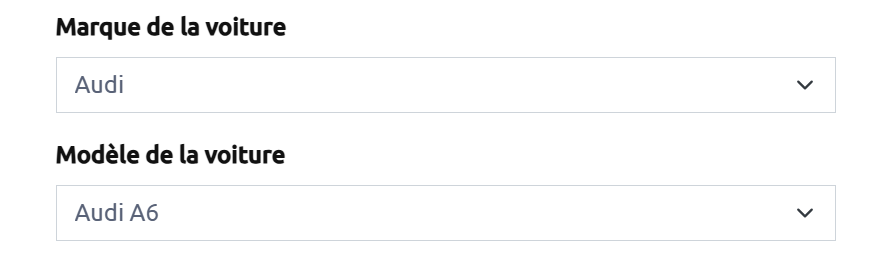 Marque de la voiture
Audi
Modèle de la voiture
Audi A6